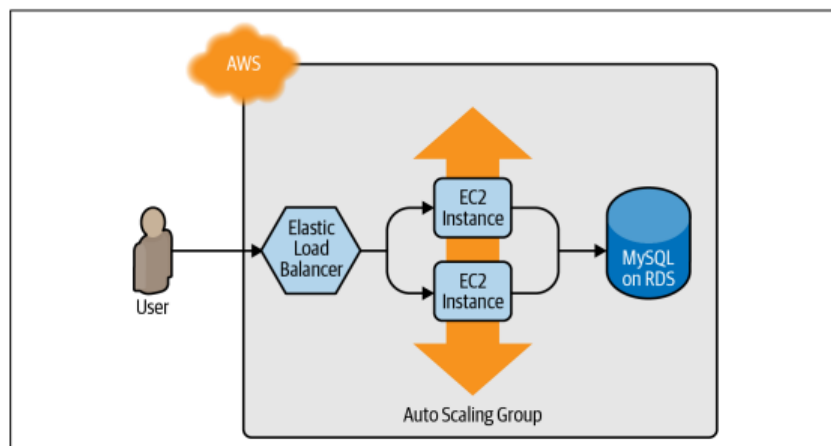 AWS
User
Elastic
Load
Balancer
EC2
Instance
EC2
Instance
MySQL
on RDS
Auto Scaling Group